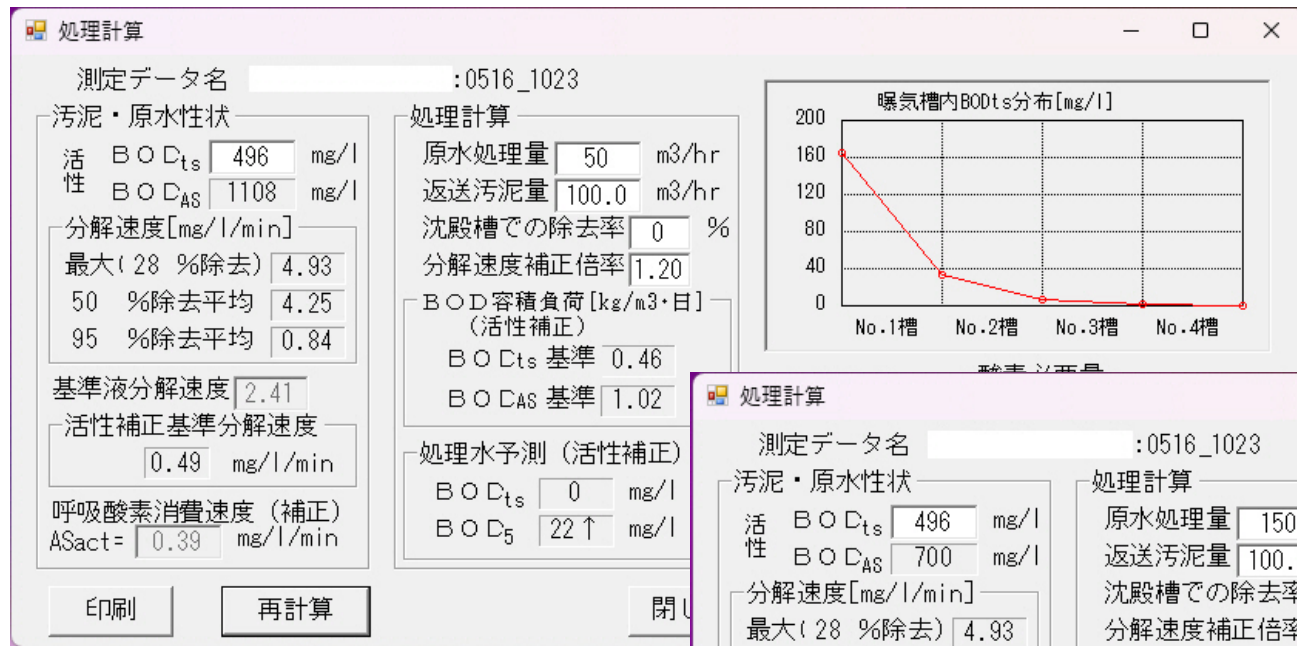 処理計算
測定データ名 :0516_1023
汚泥・原水性状
活性 BODts 496 mg/l
BODAS 1108 mg/l
分解速度[mg/l/min]
最大(28 %除去) 4.93
50 %除去平均 4.25
95 %除去平均 0.84
基準液分解速度 2.41
活性補正基準分解速度
0.49 mg/l/min
呼吸酸素消費速度(補正)
ASact= 0.39 mg/l/min
印刷
再計算
処理計算
原水処理量 50 m3/hr
返送汚泥量 100.0 m3/hr
沈殿槽での除去率 0 %
分解速度補正倍率 1.20
BOD容積負荷[kg/m3・日]
(活性補正)
BODts 基準 0.46
BODAS 基準 1.02
処理水予測(活性補正)
BODts 0 mg/l
BOD5 22↑ mg/l
曝気槽内BODts分布[mg/l]
200
160
120
80
40
0
No.1槽 No.2槽 No.3槽 No.4槽
処理計算
測定データ名 :0516_1023
汚泥・原水性状
活性 BODts 496 mg/l
BODAS 700 mg/l
分解速度[mg/l/min]
最大(28 %除去) 4.93
処理計算
原水処理量 150
返送汚泥量 100.
沈殿槽での除去率
分解速度補正倍率